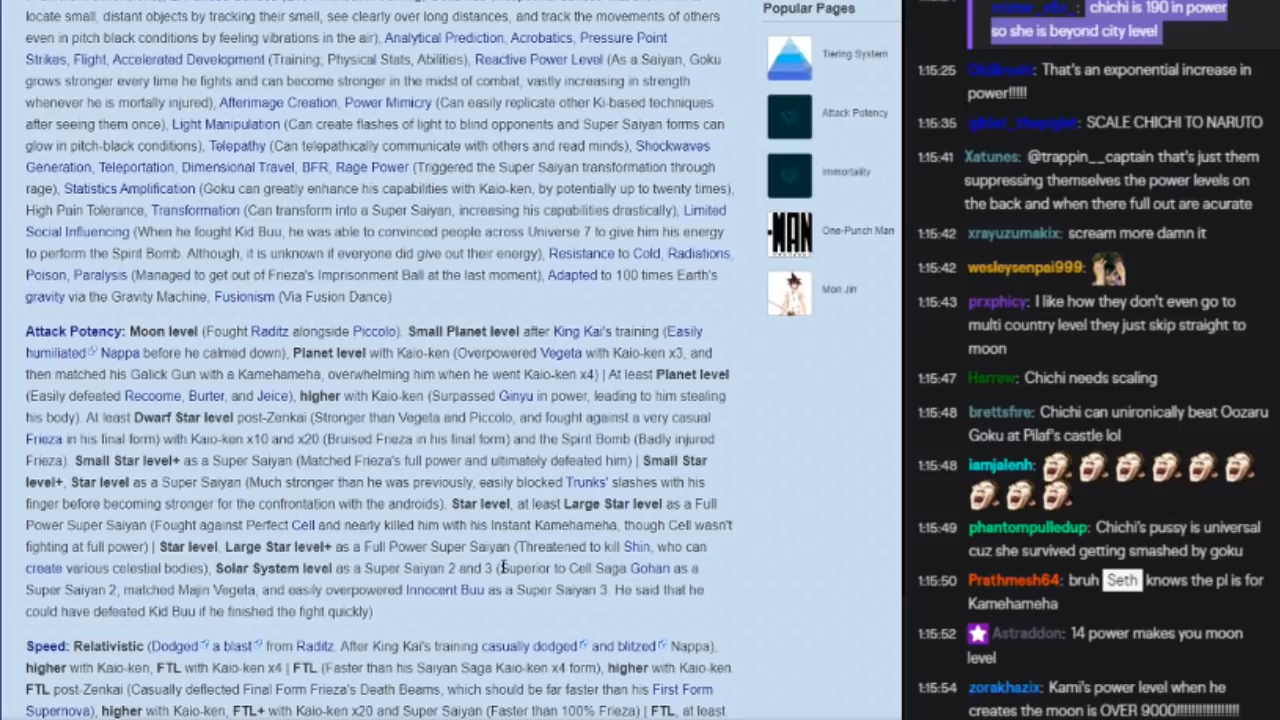 locate small, distant objects by tracking their smell, see clearly over long distances, and track the movements of others
even in pitch black conditions by feeling vibrations in the air), Analytical Prediction, Acrobatics, Pressure Point
Strikes, Flight, Accelerated Development (Training; Physical Stats, Abilities), Reactive Power Level (As a Saiyan, Goku
grows stronger every time he fights and can become stronger in the midst of combat, vastly increasing in strength
whenever he is mortally injured), Afterimage Creation, Power Mimicry (Can easily replicate other Ki-based techniques
after seeing them once), Light Manipulation (Can create flashes of light to blind opponents and Super Saiyan forms can
glow in pitch-black conditions), Telepathy (Can telepathically communicate with others and read minds), Shockwaves
Generation, Teleportation, Dimensional Travel, BFR, Rage Power (Triggered the Super Saiyan transformation through
rage), Statistics Amplification (Goku can greatly enhance his capabilities with Kaio-ken, by potentially up to twenty times),
High Pain Tolerance, Transformation (Can transform into a Super Saiyan, increasing his capabilities drastically), Limited
Social Influencing (When he fought Kid Buu, he was able to convinced people across Universe 7 to give him his energy
to perform the Spirit Bomb. Although, it is unknown if everyone did give out their energy), Resistance to Cold, Radiations,
Poison, Paralysis (Managed to get out of Frieza's Imprisonment Ball at the last moment), Adapted to 100 times Earth's
gravity via the Gravity Machine, Fusionism (Via Fusion Dance)
Attack Potency: Moon level (Fought Raditz alongside Piccolo). Small Planet level after King Kai's training (Easily
humiliated Nappa before he calmed down), Planet level with Kaio-ken (Overpowered Vegeta with Kaio-ken x3, and
then matched his Galick Gun with a Kamehameha, overwhelming him when he went Kaio-ken x4) | At least Planet level
(Easily defeated Recoome, Burter, and Jeice), higher with Kaio-ken (Surpassed Ginyu in power, leading to him stealing
his body). At least Dwarf Star level post-Zenkai (Stronger than Vegeta and Piccolo, and fought against a very casual
Frieza in his final form) with Kaio-ken x10 and x20 (Bruised Frieza in his final form) and the Spirit Bomb (Badly injured
Frieza). Small Star level+ as a Super Saiyan (Matched Frieza's full power and ultimately defeated him) | Small Star
level+, Star level as a Super Saiyan (Much stronger than he was previously, easily blocked Trunks' slashes with his
finger before becoming stronger for the confrontation with the androids). Star level, at least Large Star level as a Full
Power Super Saiyan (Fought against Perfect Cell and nearly killed him with his Instant Kamehameha, though Cell wasn't
fighting at full power) | Star level, Large Star level+ as a Full Power Super Saiyan (Threatened to kill Shin, who can
create various celestial bodies), Solar System level as a Super Saiyan 2 and 3 (Superior to Cell Saga Gohan as a
Super Saiyan 2, matched Majin Vegeta, and easily overpowered Innocent Buu as a Super Saiyan 3. He said that he
could have defeated Kid Buu if he finished the fight quickly)
Speed: Relativistic (Dodged a blast from Raditz. After King Kai's training casually dodged and blitzed Nappa),
higher with Kaio-ken, FTL with Kaio-ken x4 | FTL (Faster than his Saiyan Saga Kaio-ken x4 form), higher with Kaio-ken.
FTL post-Zenkai (Casually deflected Final Form Frieza's Death Beams, which should be far faster than his First Form
Supernova), higher with Kaio-ken, FTL+ with Kaio-ken x20 and Super Saiyan (Faster than 100% Frieza) | FTL, at least
Popular Pages
Tiering System
Attack Potency
Immortality
One-Punch Man
MAN
Mori Jin
chichi is 190 in power
so she is beyond city level
1:15:25 That's an exponential increase in
power!!!!!
1:15:35 SCALE CHICHI TO NARUTO
1:15:41 Xatunes: @trappin__captain that's just them
suppressing themselves the power levels on
the back and when there full out are acurate
1:15:42 xrayuzumakix: scream more damn it
1:15:42 wesleysenpai999:
1:15:43 prxphicy: I like how they don't even go to
multi country level they just skip straight to
moon
1:15:47 Harrow: Chichi needs scaling
1:15:48 brettsfire: Chichi can unironically beat Oozaru
Goku at Pilaf's castle lol
1:15:48 iamjalenh:
1:15:49 phantompulledup: Chichi's pussy is universal
cuz she survived getting smashed by goku
1:15:50 Prathmesh64: bruh Seth knows the pl is for
Kamehameha
1:15:52 Astraddon: 14 power makes you moon
level
1:15:54 zorakhazix: Kami's power level when he
creates the moon is OVER 9000!!!!!!!!!!!!!!!!!!